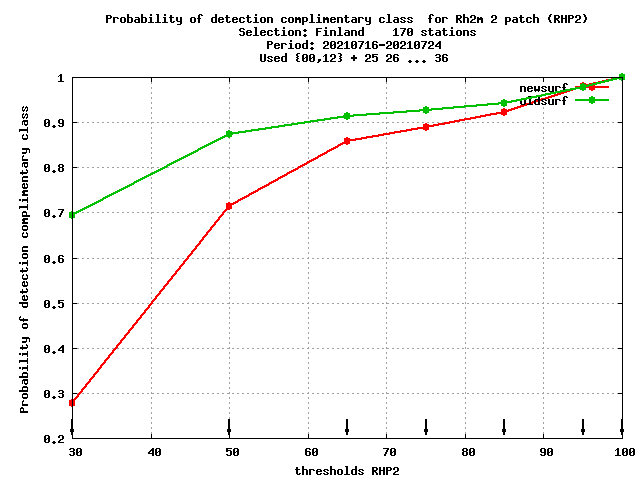 Probability of detection complimentary class  for Rh2m 2 patch (RHP2)
Selection: Finland    170 stations
Period: 20210716-20210724
Used {00,12} + 25 26 ... 36
newsurf
oldsurf
Probability of detection complimentary class
1
0.9
0.8
0.7
0.6
0.5
0.4
0.3
0.2
30 40 50 60 70 80 90 100
thresholds RHP2